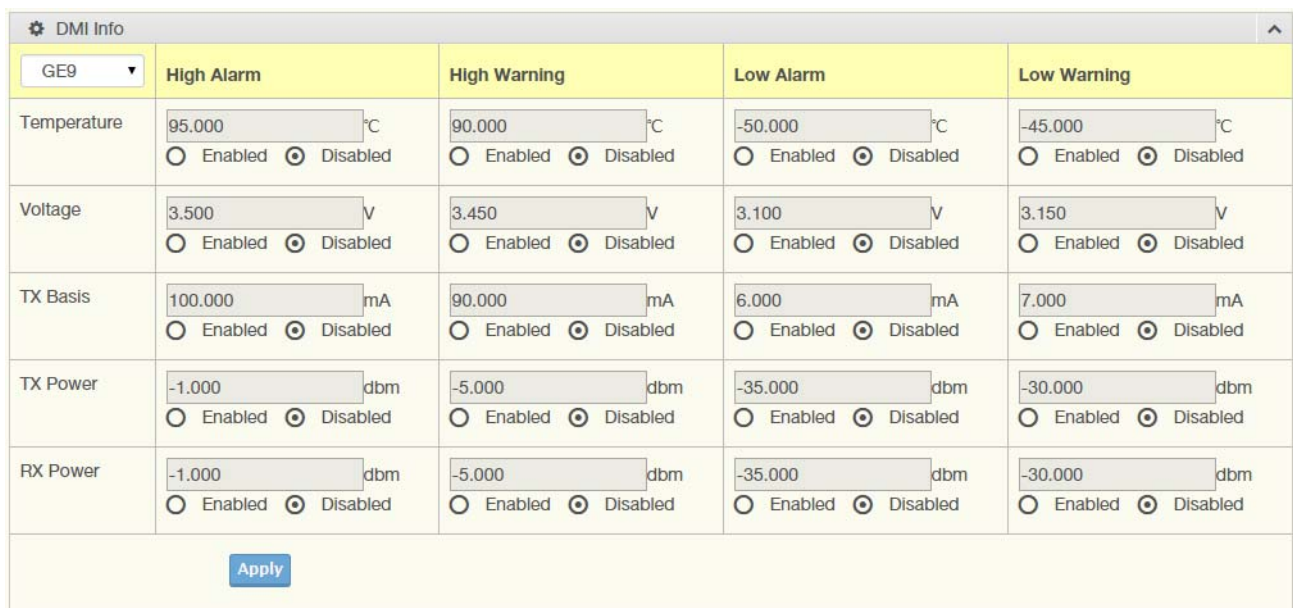 DMI Info
GE9 High Alarm High Warning Low Alarm Low Warning
Temperature 95.000 ℃ 90.000 ℃ -50.000 ℃ -45.000 ℃
Enabled Disabled Enabled Disabled Enabled Disabled Enabled Disabled
Voltage 3.500 V 3.450 V 3.100 V 3.150 V
Enabled Disabled Enabled Disabled Enabled Disabled Enabled Disabled
TX Basis 100.000 mA 90.000 mA 6.000 mA 7.000 mA
Enabled Disabled Enabled Disabled Enabled Disabled Enabled Disabled
TX Power -1.000 dbm -5.000 dbm -35.000 dbm -30.000 dbm
Enabled Disabled Enabled Disabled Enabled Disabled Enabled Disabled
RX Power -1.000 dbm -5.000 dbm -35.000 dbm -30.000 dbm
Enabled Disabled Enabled Disabled Enabled Disabled Enabled Disabled
Apply